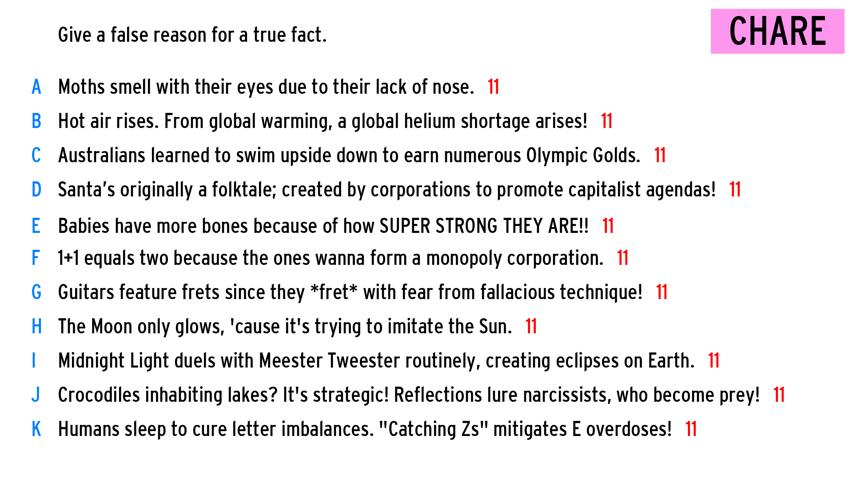 Give a false reason for a true fact.
CHARE
A Moths smell with their eyes due to their lack of nose. 11
B Hot air rises. From global warming, a global helium shortage arises! 11
C Australians learned to swim upside down to earn numerous Olympic Golds. 11
D Santa's originally a folktale; created by corporations to promote capitalist agendas! 11
E Babies have more bones because of how SUPER STRONG THEY ARE!! 11
F 1+1 equals two because the ones wanna form a monopoly corporation. 11
G Guitars feature frets since they *fret* with fear from fallacious technique! 11
H The Moon only glows, 'cause it's trying to imitate the Sun. 11
I Midnight Light duels with Meester Tweester routinely, creating eclipses on Earth. 11
J Crocodiles inhabiting lakes? It's strategic! Reflections lure narcissists, who become prey! 11
K Humans sleep to cure letter imbalances. "Catching Zs" mitigates E overdoses! 11